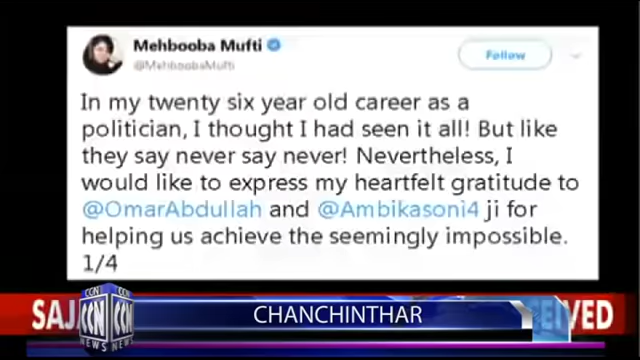 Mehbooba Mufti
@MehboobaMufti
Follow
In my twenty six year old career as a
politician, I thought I had seen it all! But like
they say never say never! Nevertheless, I
would like to express my heartfelt gratitude to
@OmarAbdullah and @Ambikasoni4 ji for
helping us achieve the seemingly impossible.
1/4
CCN CCN
CCN CCN
NEWS NEWS
CHANCHINTHAR